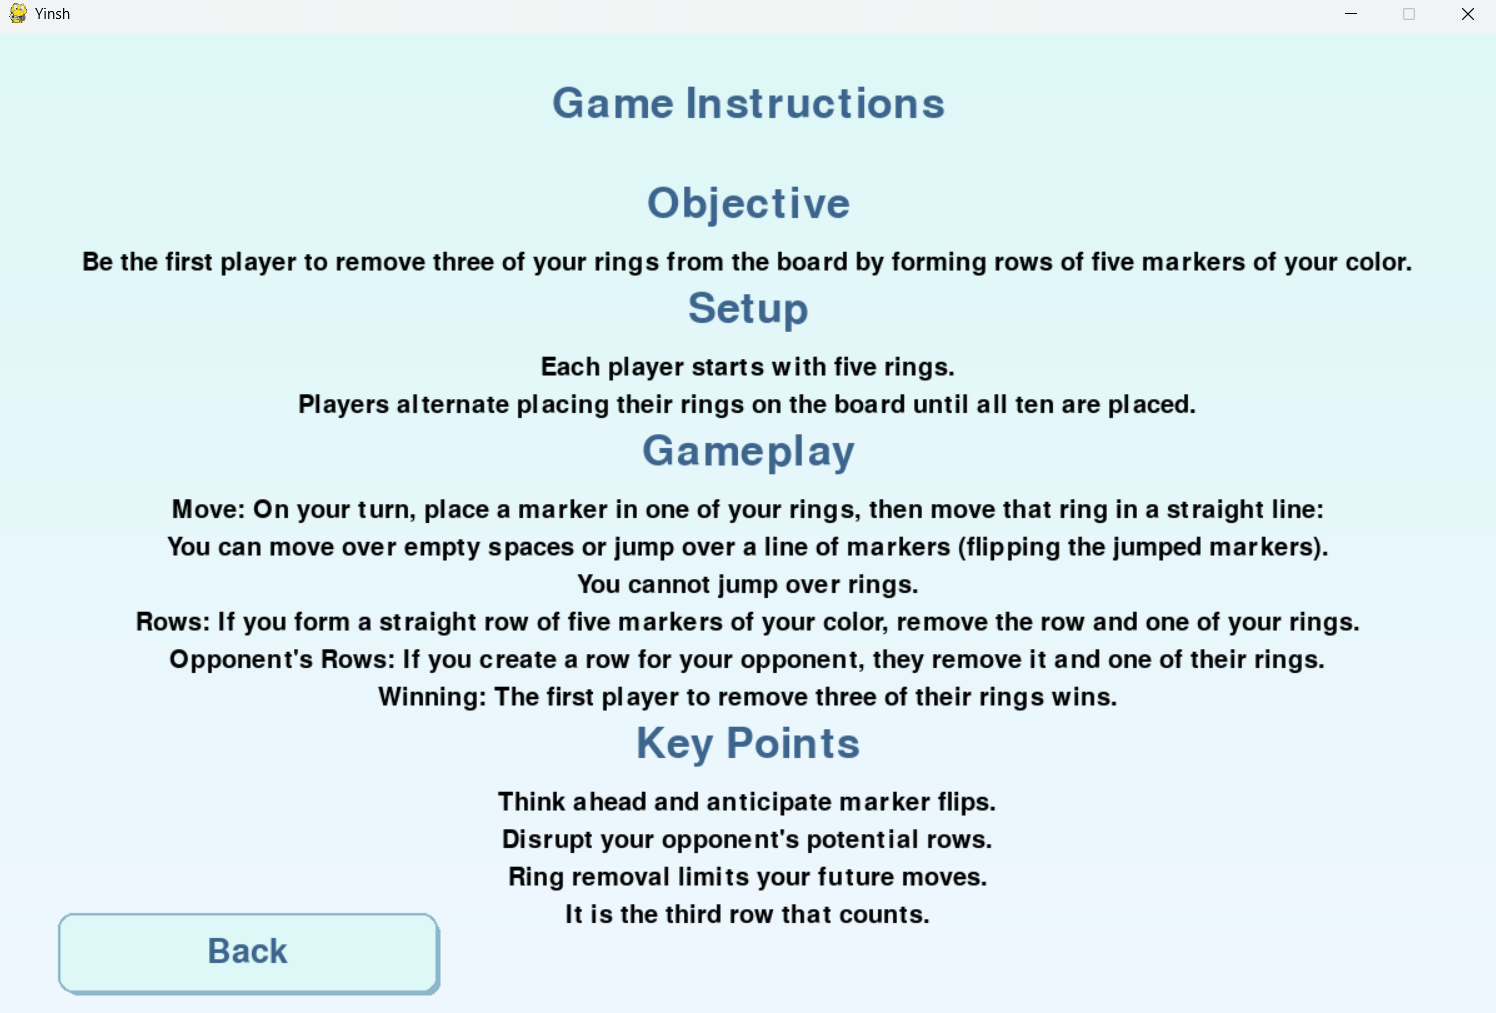 Yinsh
Game Instructions
Objective
Be the first player to remove three of your rings from the board by forming rows of five markers of your color.
Setup
Each player starts with five rings.
Players alternate placing their rings on the board until all ten are placed.
Gameplay
Move: On your turn, place a marker in one of your rings, then move that ring in a straight line:
You can move over empty spaces or jump over a line of markers (flipping the jumped markers).
You cannot jump over rings.
Rows: If you form a straight row of five markers of your color, remove the row and one of your rings.
Opponent's Rows: If you create a row for your opponent, they remove it and one of their rings.
Winning: The first player to remove three of their rings wins.
Key Points
Think ahead and anticipate marker flips.
Disrupt your opponent's potential rows.
Ring removal limits your future moves.
It is the third row that counts.
Back